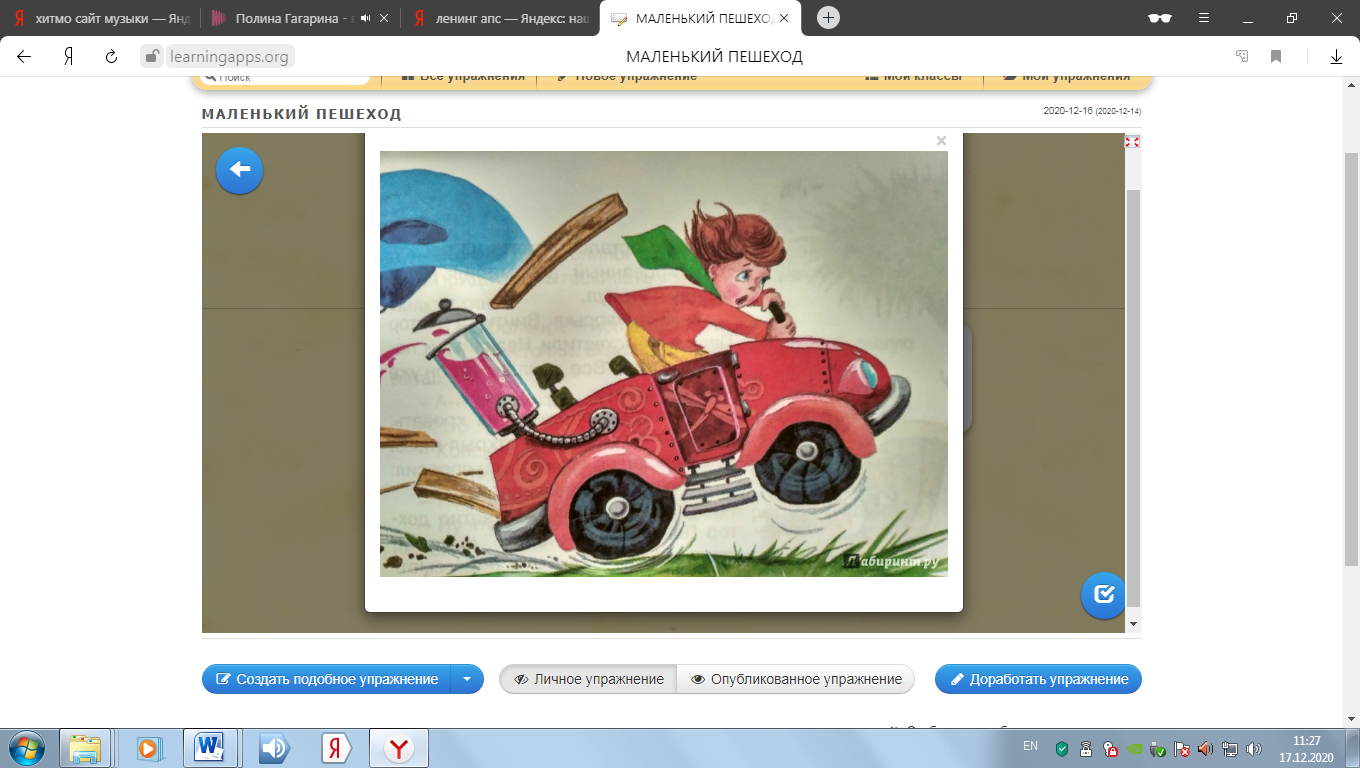 хитмо сайт музыки — Янд
Полина Гагарина - в
ленинг апс — Яндекс: наш
МАЛЕНЬКИЙ ПЕШЕХОД
learningapps.org
МАЛЕНЬКИЙ ПЕШЕХОД
Поиск
Все упражнения
Новое упражнение
Мои классы
Мои упражнения
МАЛЕНЬКИЙ ПЕШЕХОД
2020-12-16 (2020-12-14)
Лабиринт.ру
Создать подобное упражнение
Личное упражнение
Опубликованное упражнение
Доработать упражнение
EN
11:27
17.12.2020